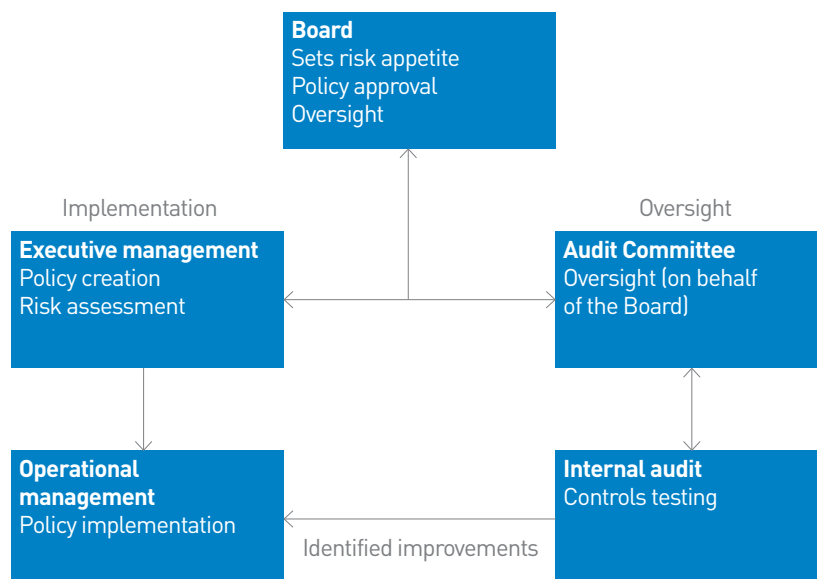 Board
Sets risk appetite
Policy approval
Oversight
Implementation
Oversight
Executive management
Policy creation
Risk assessment
Audit Committee
Oversight (on behalf
of the Board)
Operational
management
Policy implementation
Internal audit
Controls testing
Identified improvements